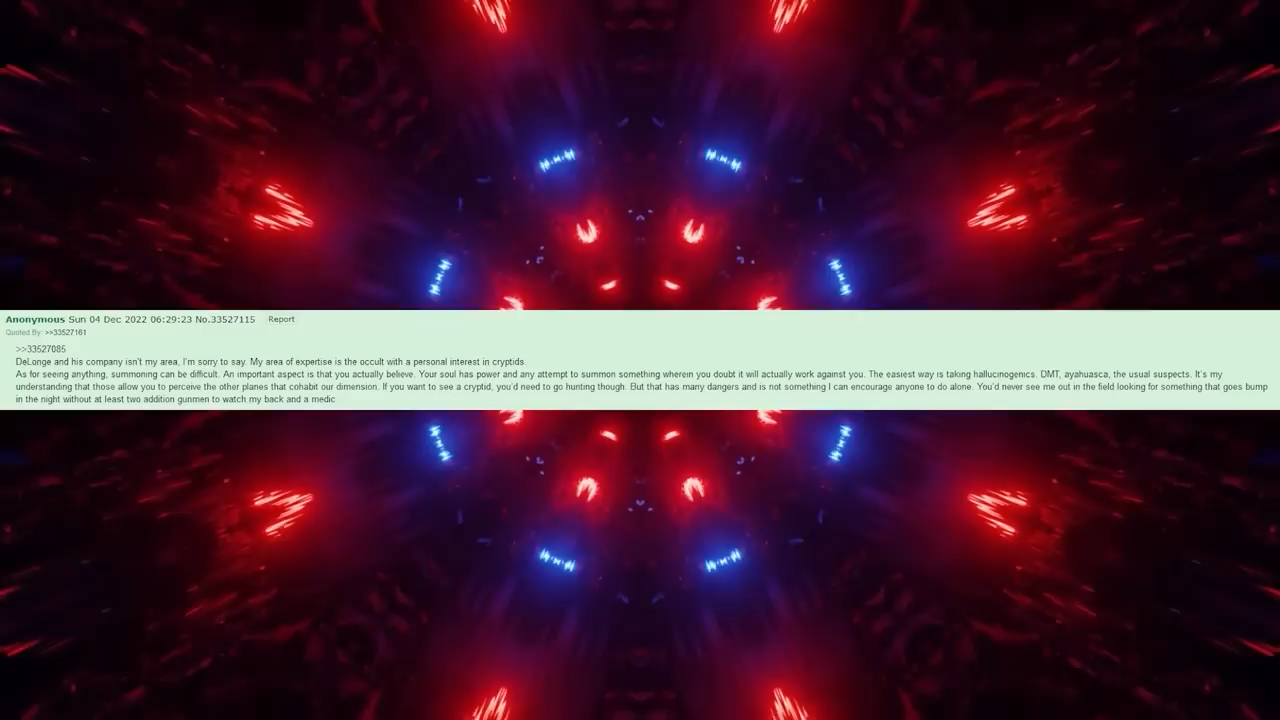 Anonymous Sun 04 Dec 2022 06:29:23 No.33527115 Report
Quoted By: >>33527161
>>33527085
DeLonge and his company isn't my area, I'm sorry to say. My area of expertise is the occult with a personal interest in cryptids.
As for seeing anything, summoning can be difficult. An important aspect is that you actually believe. Your soul has power and any attempt to summon something wherein you doubt it will actually work against you. The easiest way is taking hallucinogenics. DMT, ayahuasca, the usual suspects. It's my
understanding that those allow you to perceive the other planes that cohabit our dimension. If you want to see a cryptid, you'd need to go hunting though. But that has many dangers and is not something I can encourage anyone to do alone. You'd never see me out in the field looking for something that goes bump
in the night without at least two addition gunmen to watch my back and a medic